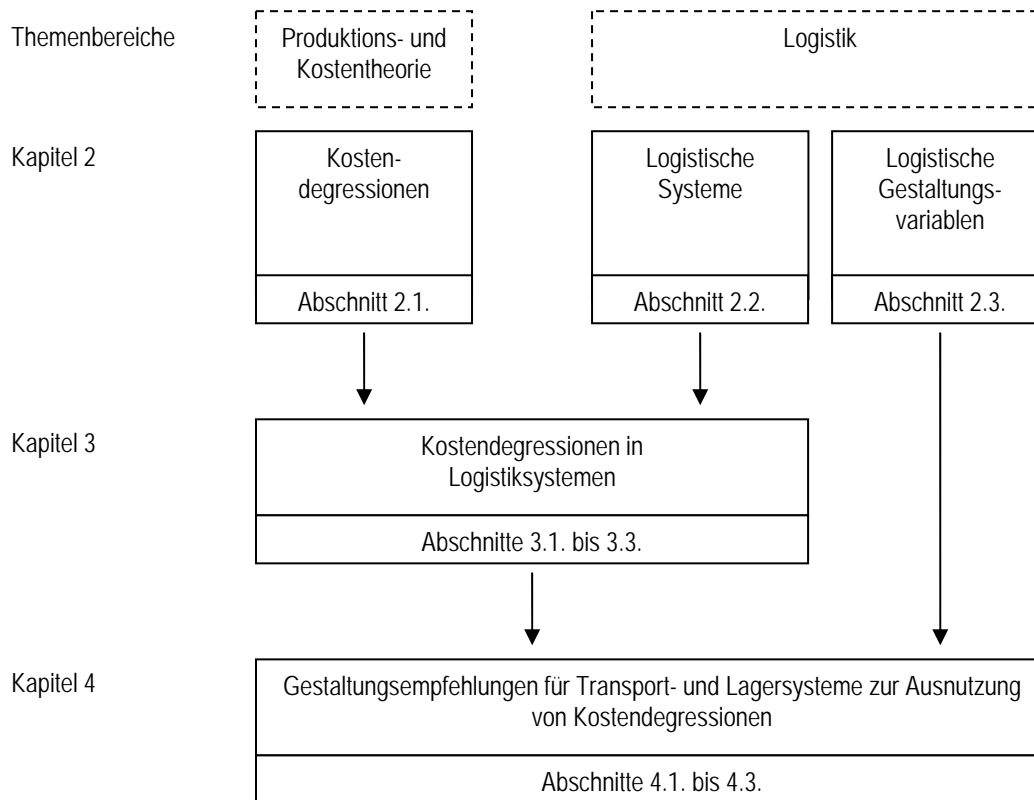 Themenbereiche
Produktions- und
Kostentheorie
Logistik
Kapitel 2
Kosten-
degressionen
Logistische
Systeme
Logistische
Gestaltungs-
variablen
Abschnitt 2.1.
Abschnitt 2.2.
Abschnitt 2.3.
Kapitel 3
Kostendegressionen in
Logistiksystemen
Abschnitte 3.1. bis 3.3.
Kapitel 4
Gestaltungsempfehlungen für Transport- und Lagersysteme zur Ausnutzung
von Kostendegressionen
Abschnitte 4.1. bis 4.3.